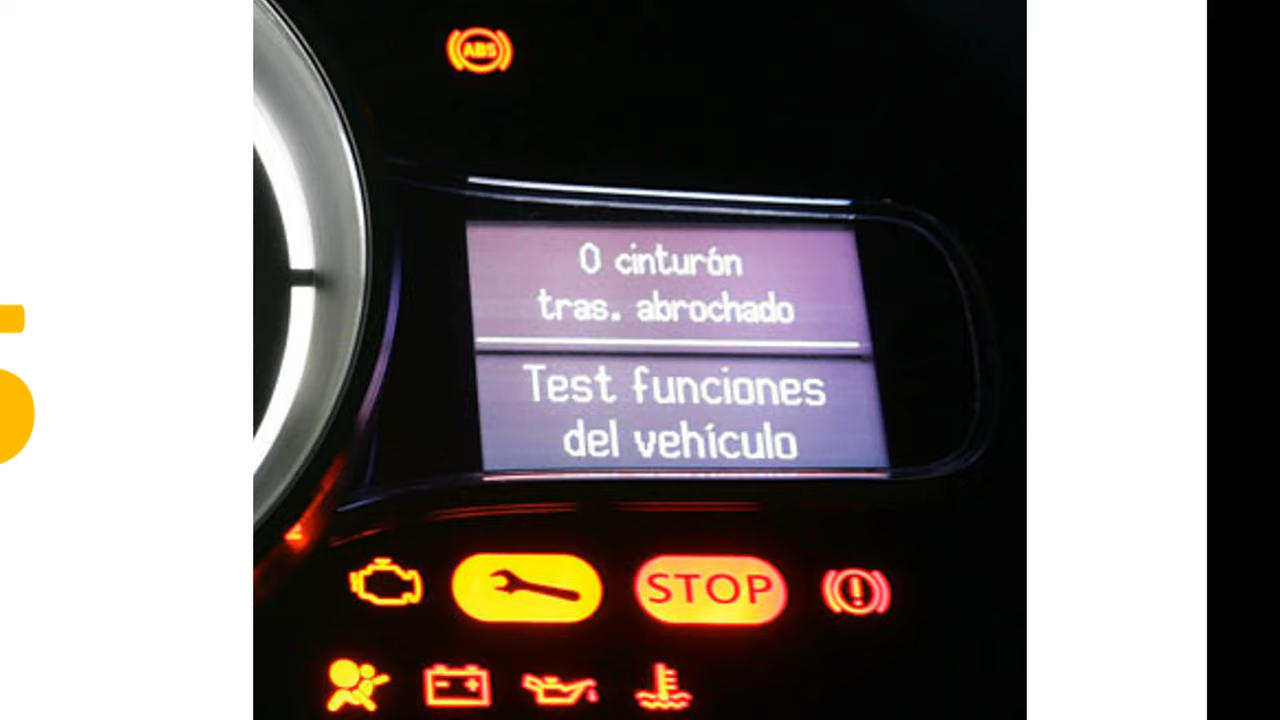 ABS
0 cinturón
tras. abrochado
Test funciones
del vehículo
STOP